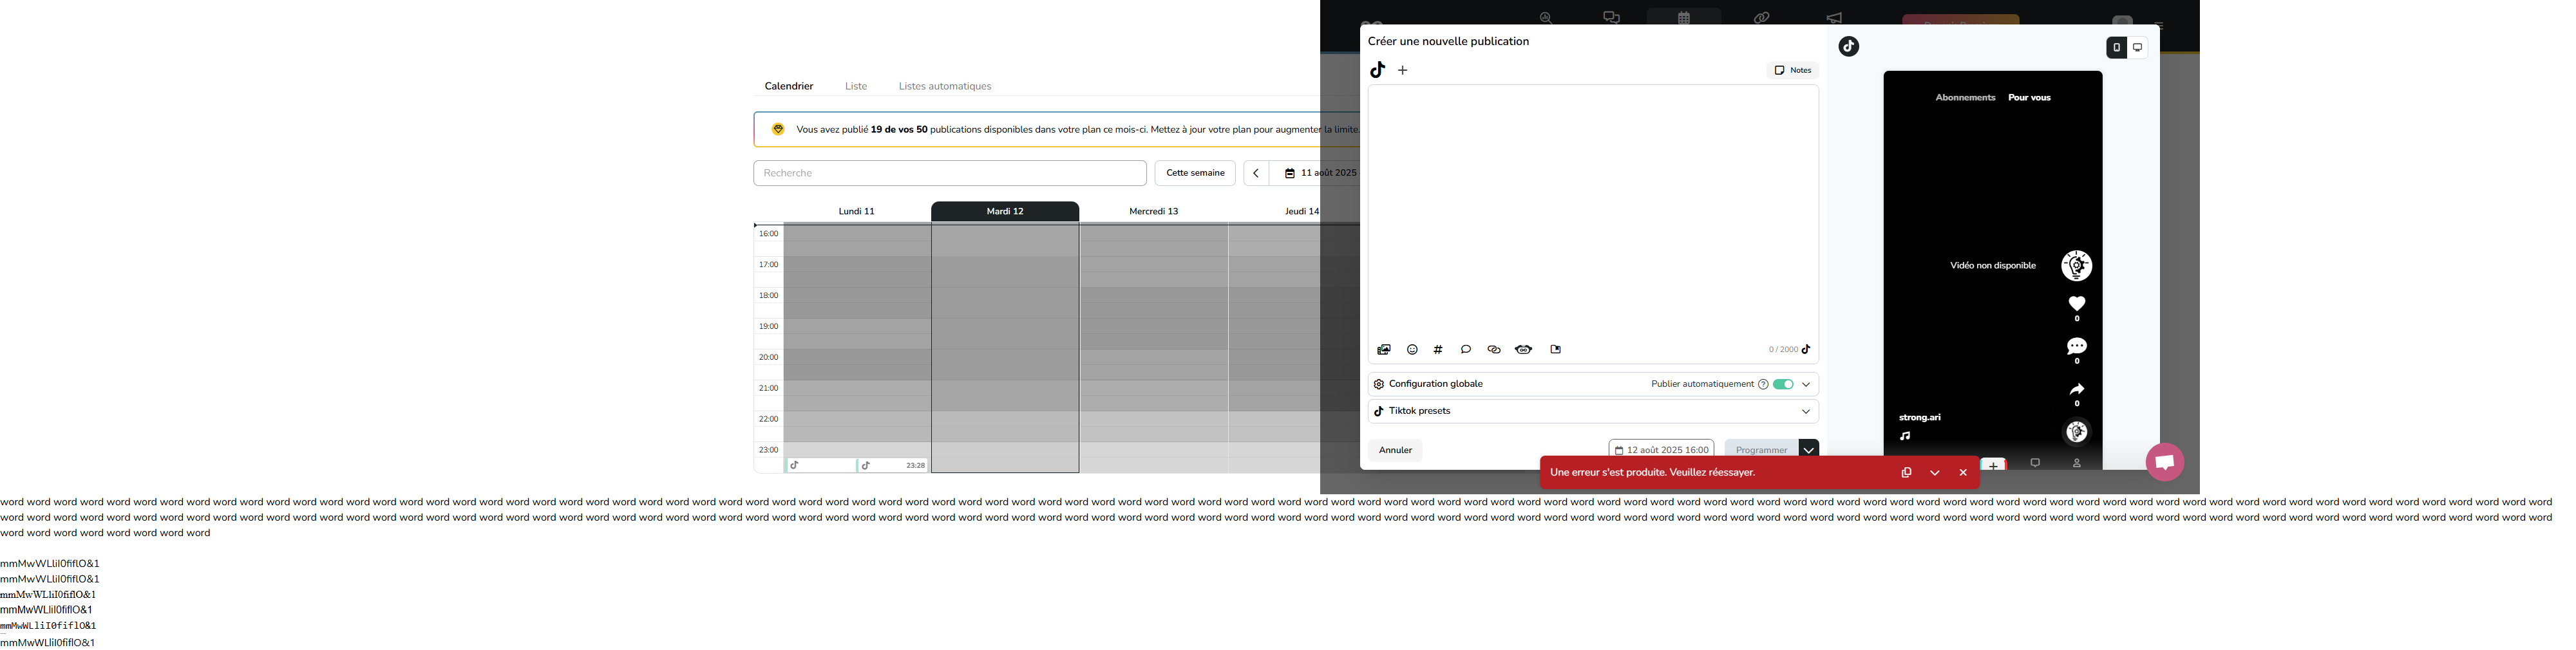 Créer une nouvelle publication
Notes
Abonnements Pour vous
Calendrier Liste Listes automatiques
Vous avez publié 19 de vos 50 publications disponibles dans votre plan ce mois-ci. Mettez à jour votre plan pour augmenter la limite.
Recherche
Cette semaine
11 août 2025
Lundi 11 Mardi 12 Mercredi 13 Jeudi 14
16:00
17:00
18:00
19:00
20:00
21:00
22:00
23:00
23:28
Vidéo non disponible
0
0
0
0 / 2000
Configuration globale Publier automatiquement
Tiktok presets
strong.ari
Annuler 12 août 2025 16:00 Programmer
Une erreur s'est produite. Veuillez réessayer.
word word word word word word word word word word word word word word word word word word word word word word word word word word word word word word word word word word word word word word word word word word word word word word word word word word word word word word word word word word word word word word word word word word word word word word word word word word word word word word word word word word word word word word word word word word word word word
word word word word word word word word word word word word word word word word word word word word word word word word word word word word word word word word word word word word word word word word word word word word word word word word word word word word word word word word word word word word word word word word word word word word word word word word word word word word word word word word word word word word word word word word word word word word
word word word word word word word word
mmMwWLliI0fiflO&1
mmMwWLliI0fiflO&1
mmMwWLliI0fiflO&1
mmMwWLliI0fiflO&1
mmMwWLliI0fiflO&1
mmMwWLliI0fiflO&1